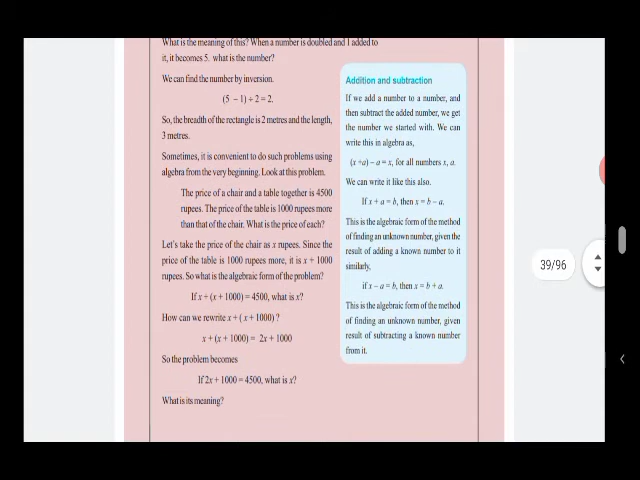 What is the meaning of this? When a number is doubled and 1 added to
it, it becomes 5. what is the number?
We can find the number by inversion.
(5 − 1) ÷ 2 = 2.
So, the breadth of the rectangle is 2 metres and the length,
3 metres.
Sometimes, it is convenient to do such problems using
algebra from the very beginning. Look at this problem.
The price of a chair and a table together is 4500
rupees. The price of the table is 1000 rupees more
than that of the chair. What is the price of each?
Let's take the price of the chair as x rupees. Since the
price of the table is 1000 rupees more, it is x + 1000
rupees. So what is the algebraic form of the problem?
If x + (x + 1000) = 4500, what is x?
How can we rewrite x + ( x + 1000) ?
x + (x + 1000) = 2x + 1000
So the problem becomes
If 2x + 1000 = 4500, what is x?
What is its meaning?
Addition and subtraction
If we add a number to a number, and
then subtract the added number, we get
the number we started with. We can
write this in algebra as,
(x +a) − a = x, for all numbers x, a.
We can write it like this also.
If x + a = b, then x = b − a.
This is the algebraic form of the method
of finding an unknown number, given the
result of adding a known number to it
similarly,
if x − a = b, then x = b + a.
This is the algebraic form of the method
of finding an unknown number, given
result of subtracting a known number
from it.
39/96